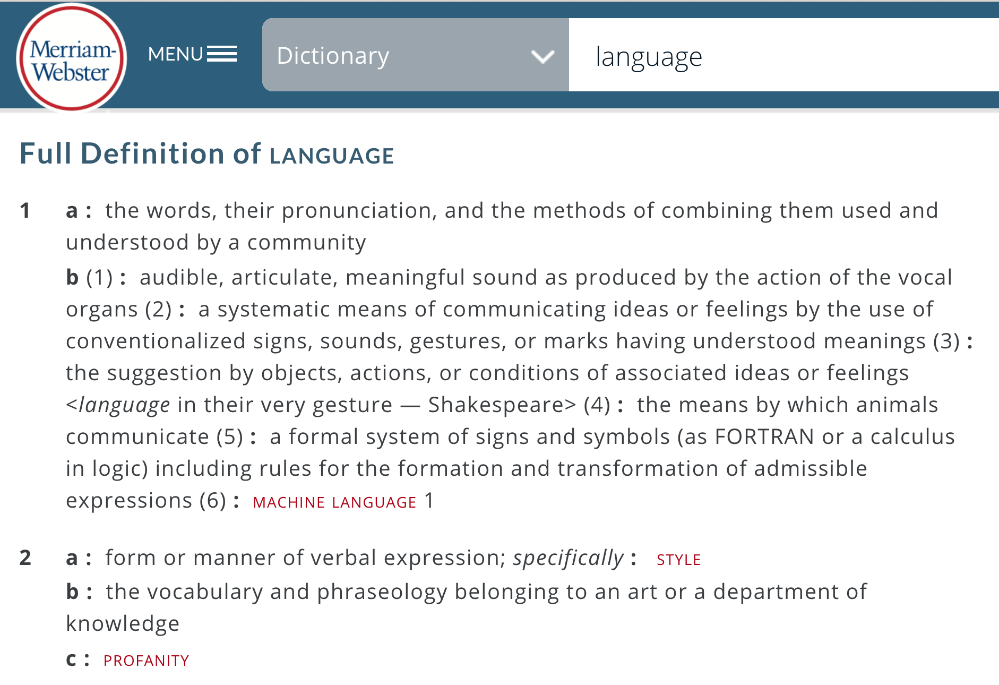 Merriam-
Webster
MENU
Dictionary
language
Full Definition of LANGUAGE
1 a : the words, their pronunciation, and the methods of combining them used and
understood by a community
b (1) : audible, articulate, meaningful sound as produced by the action of the vocal
organs (2) : a systematic means of communicating ideas or feelings by the use of
conventionalized signs, sounds, gestures, or marks having understood meanings (3) :
the suggestion by objects, actions, or conditions of associated ideas or feelings
<language in their very gesture — Shakespeare> (4) : the means by which animals
communicate (5) : a formal system of signs and symbols (as FORTRAN or a calculus
in logic) including rules for the formation and transformation of admissible
expressions (6) : MACHINE LANGUAGE 1
2 a : form or manner of verbal expression; specifically : STYLE
b : the vocabulary and phraseology belonging to an art or a department of
knowledge
c : PROFANITY